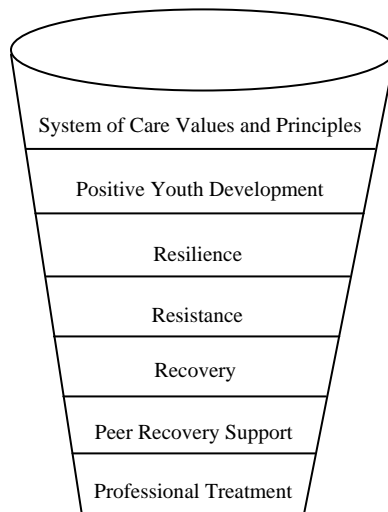 System of Care Values and Principles
Positive Youth Development
Resilience
Resistance
Recovery
Peer Recovery Support
Professional Treatment